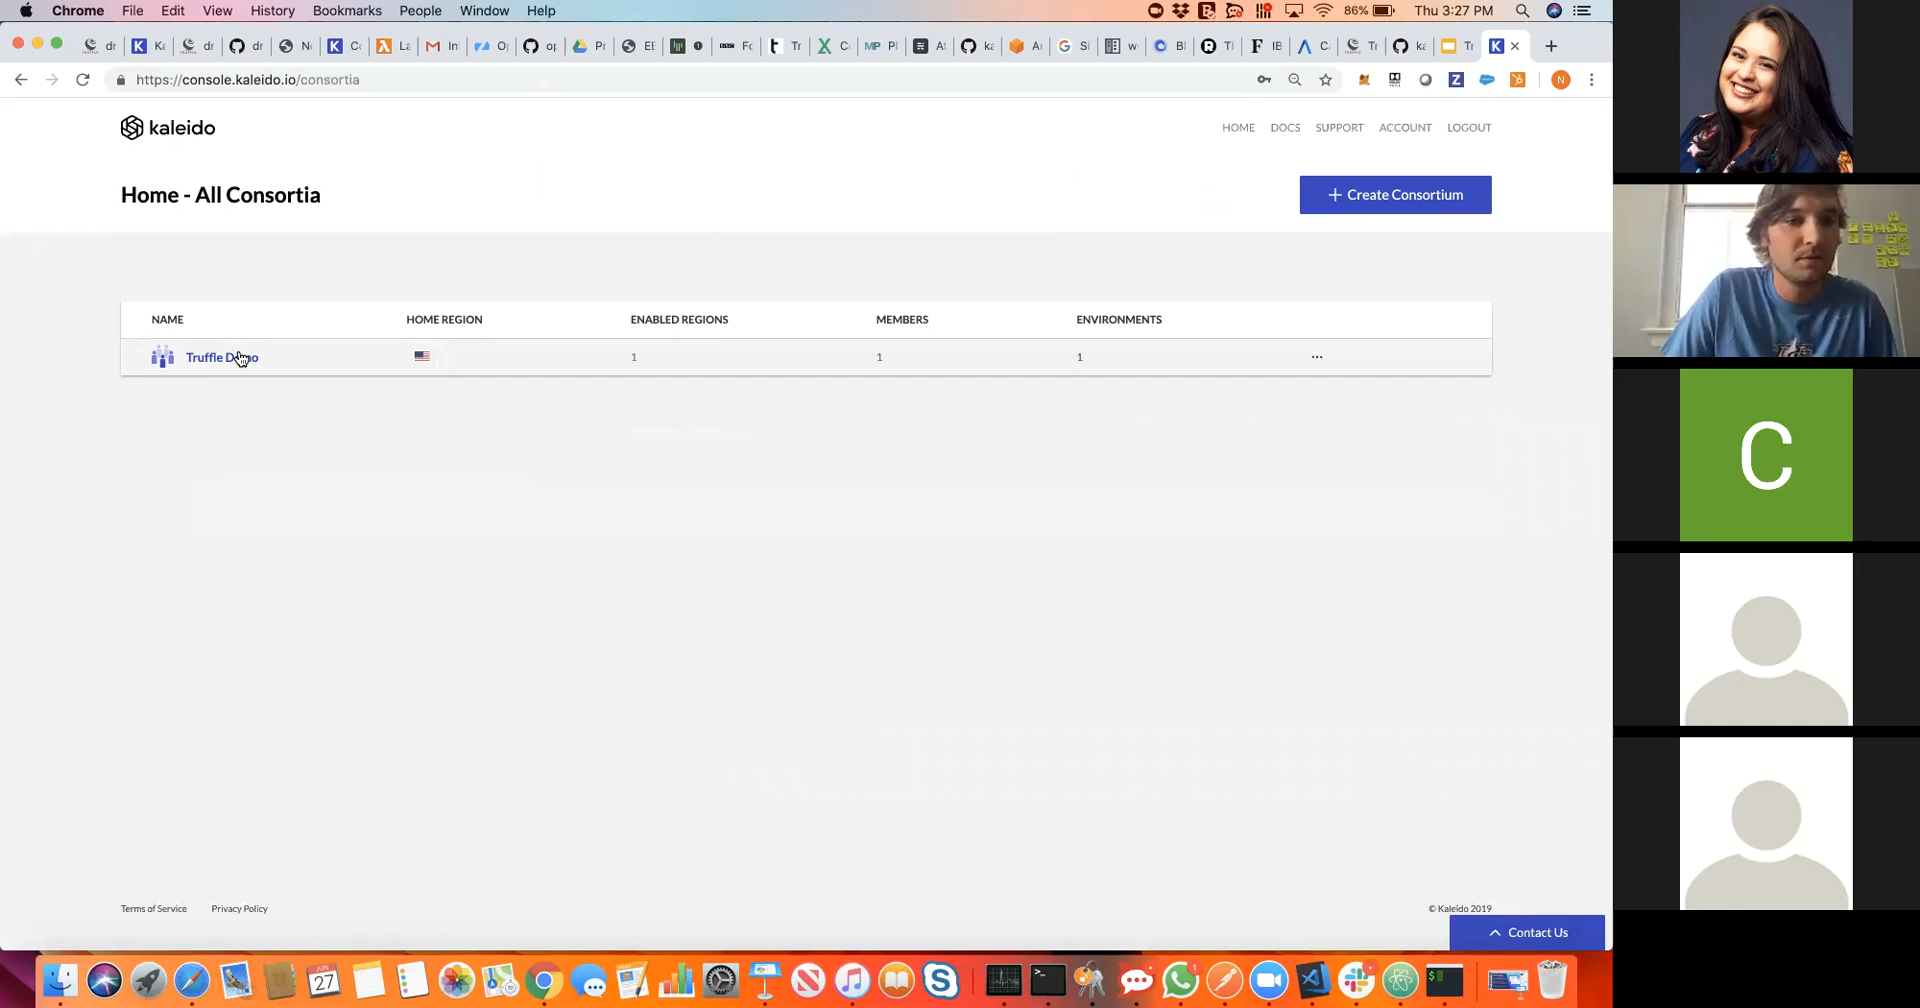 Chrome File Edit View History Bookmarks People Window Help 86% Thu 3:27 PM
https://console.kaleido.io/consortia N
kaleido
HOME DOCS SUPPORT ACCOUNT LOGOUT
Home - All Consortia
+ Create Consortium
NAME HOME REGION ENABLED REGIONS MEMBERS ENVIRONMENTS
Truffle 1 1 1 ...
C
Terms of Service Privacy Policy © Kaleido 2019
Contact Us
JUN
27